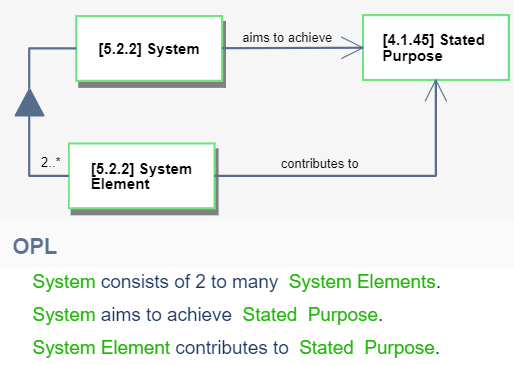 [5.2.2] System
aims to achieve
[4.1.45] Stated
Purpose
2..*
[5.2.2] System
Element
contributes to
OPL
System consists of 2 to many System Elements.
System aims to achieve Stated Purpose.
System Element contributes to Stated Purpose.